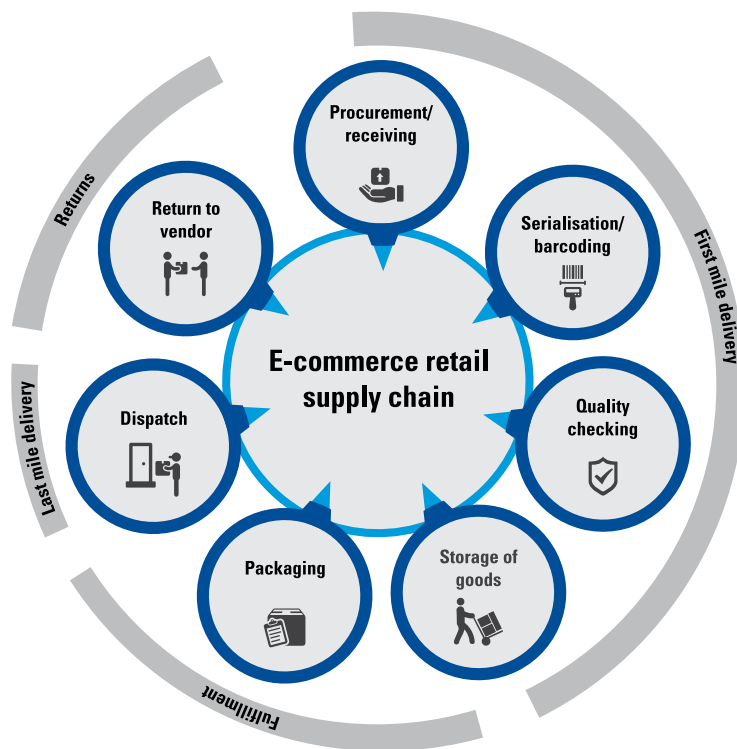 E-commerce retail
supply chain
Procurement/
receiving
Serialisation/
barcoding
Quality
checking
Storage of
goods
Packaging
Dispatch
Return to
vendor
First mile delivery
Fulfillment
Last mile delivery
Returns